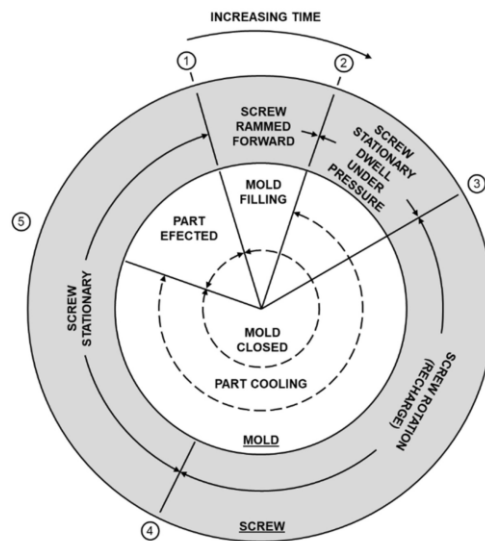 INCREASING TIME
1
2
SCREW
RAMMED
FORWARD
SCREW
STATIONARY
DWELL
UNDER
PRESSURE
3
MOLD
FILLING
PART
EFECTED
5
SCREW
STATIONARY
MOLD
CLOSED
PART COOLING
SCREW ROTATION
(RECHARGE)
MOLD
4
SCREW